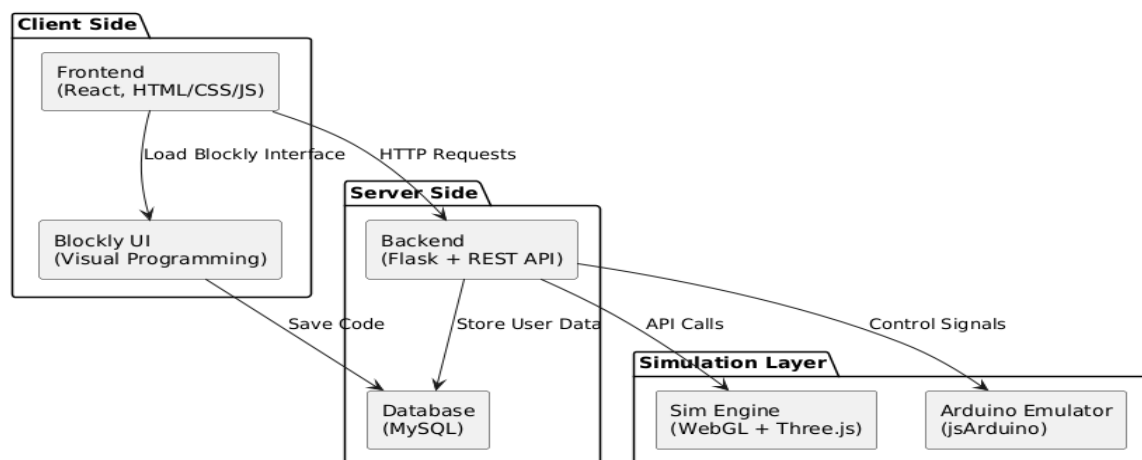 Client Side
Frontend
(React, HTML/CSS/JS)
Load Blockly Interface
HTTP Requests
Server Side
Blockly UI
(Visual Programming)
Backend
(Flask + REST API)
Save Code
Store User Data
API Calls
Control Signals
Simulation Layer
Database
(MySQL)
Sim Engine
(WebGL + Three.js)
Arduino Emulator
(jsArduino)